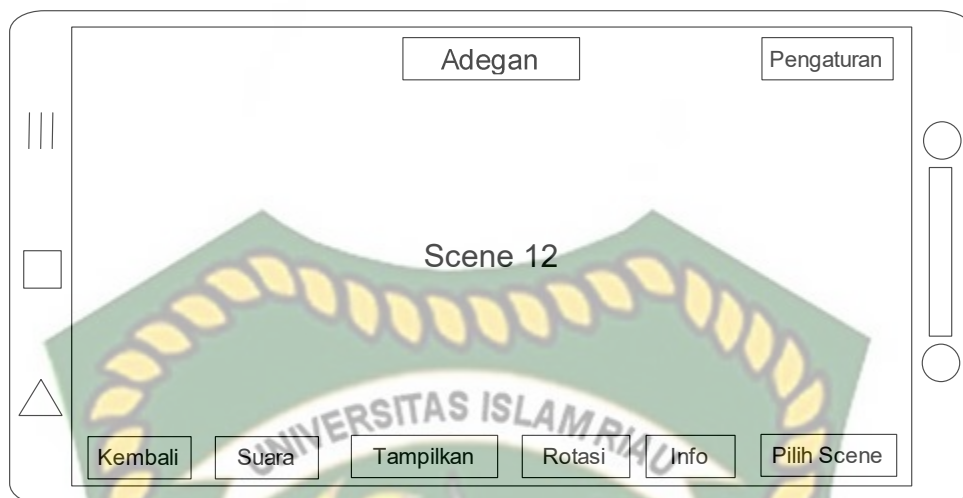 Adegan
Pengaturan
Scene 12
UNIVERSITAS ISLAM RIAU
Kembali
Suara
Tampilkan
Rotasi
Info
Pilih Scene